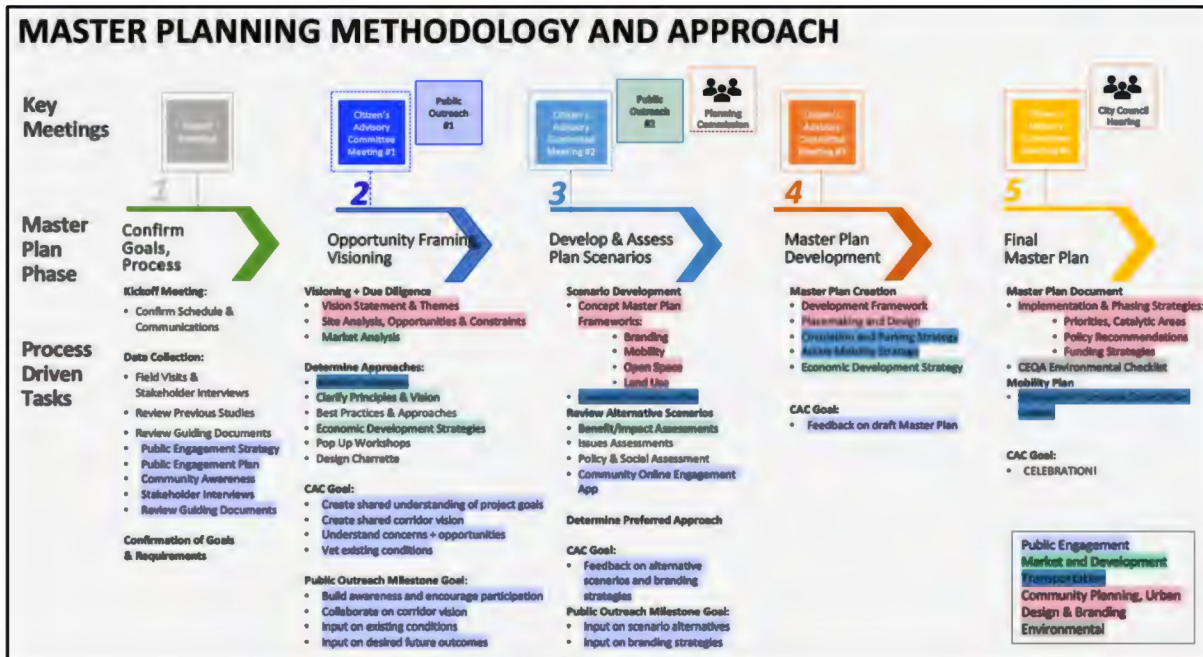 MASTER PLANNING METHODOLOGY AND APPROACH
Key
Meetings
Citizen's
Advisory
Committee
Meeting #1
Public
Outreach
#1
Citizen's
Advisory
Committee
Meeting #2
Public
Outreach
#2
Planning
Commission
Citizen's
Advisory
Committee
Meeting #3
Citizen's
Advisory
Committee
City Council
Hearing
1
2
3
4
5
Master
Plan
Phase
Confirm
Goals,
Process
Opportunity Framing,
Visioning
Develop & Assess
Plan Scenarios
Master Plan
Development
Final
Master Plan
Process
Driven
Tasks
Kickoff Meeting:
• Confirm Schedule &
Communications
Data Collection:
• Field Visits &
Stakeholder Interviews
• Review Previous Studies
• Review Guiding Documents
• Public Engagement Strategy
• Public Engagement Plan
• Community Awareness
• Stakeholder Interviews
• Review Guiding Documents
Confirmation of Goals
& Requirements
Visioning + Due Diligence
• Vision Statement & Themes
• Site Analysis, Opportunities & Constraints
• Market Analysis
Determine Approaches:
• Clarify Principles & Vision
• Best Practices & Approaches
• Economic Development Strategies
• Pop Up Workshops
• Design Charrette
CAC Goal:
• Create shared understanding of project goals
• Create shared corridor vision
• Understand concerns + opportunities
• Vet existing conditions
Public Outreach Milestone Goal:
• Build awareness and encourage participation
• Collaborate on corridor vision
• Input on existing conditions
• Input on desired future outcomes
Scenario Development
• Concept Master Plan
Frameworks:
• Branding
• Mobility
• Open Space
• Land Use
Review Alternative Scenarios
• Benefit/Impact Assessments
• Issues Assessments
• Policy & Social Assessment
• Community Online Engagement
App
Determine Preferred Approach
CAC Goal:
• Feedback on alternative
scenarios and branding
strategies
Public Outreach Milestone Goal:
• Input on scenario alternatives
• Input on branding strategies
Master Plan Creation
• Development Framework
• Placemaking and Design
• Circulation and Parking Strategy
• Active Mobility Strategy
• Economic Development Strategy
CAC Goal:
• Feedback on draft Master Plan
Master Plan Document
• Implementation & Phasing Strategies
• Priorities, Catalytic Areas
• Policy Recommendations
• Funding Strategies
• CEQA Environmental Checklist
Mobility Plan
CAC Goal:
• CELEBRATION!
Public Engagement
Market and Development
Transportation
Community Planning, Urban
Design & Branding
Environmental